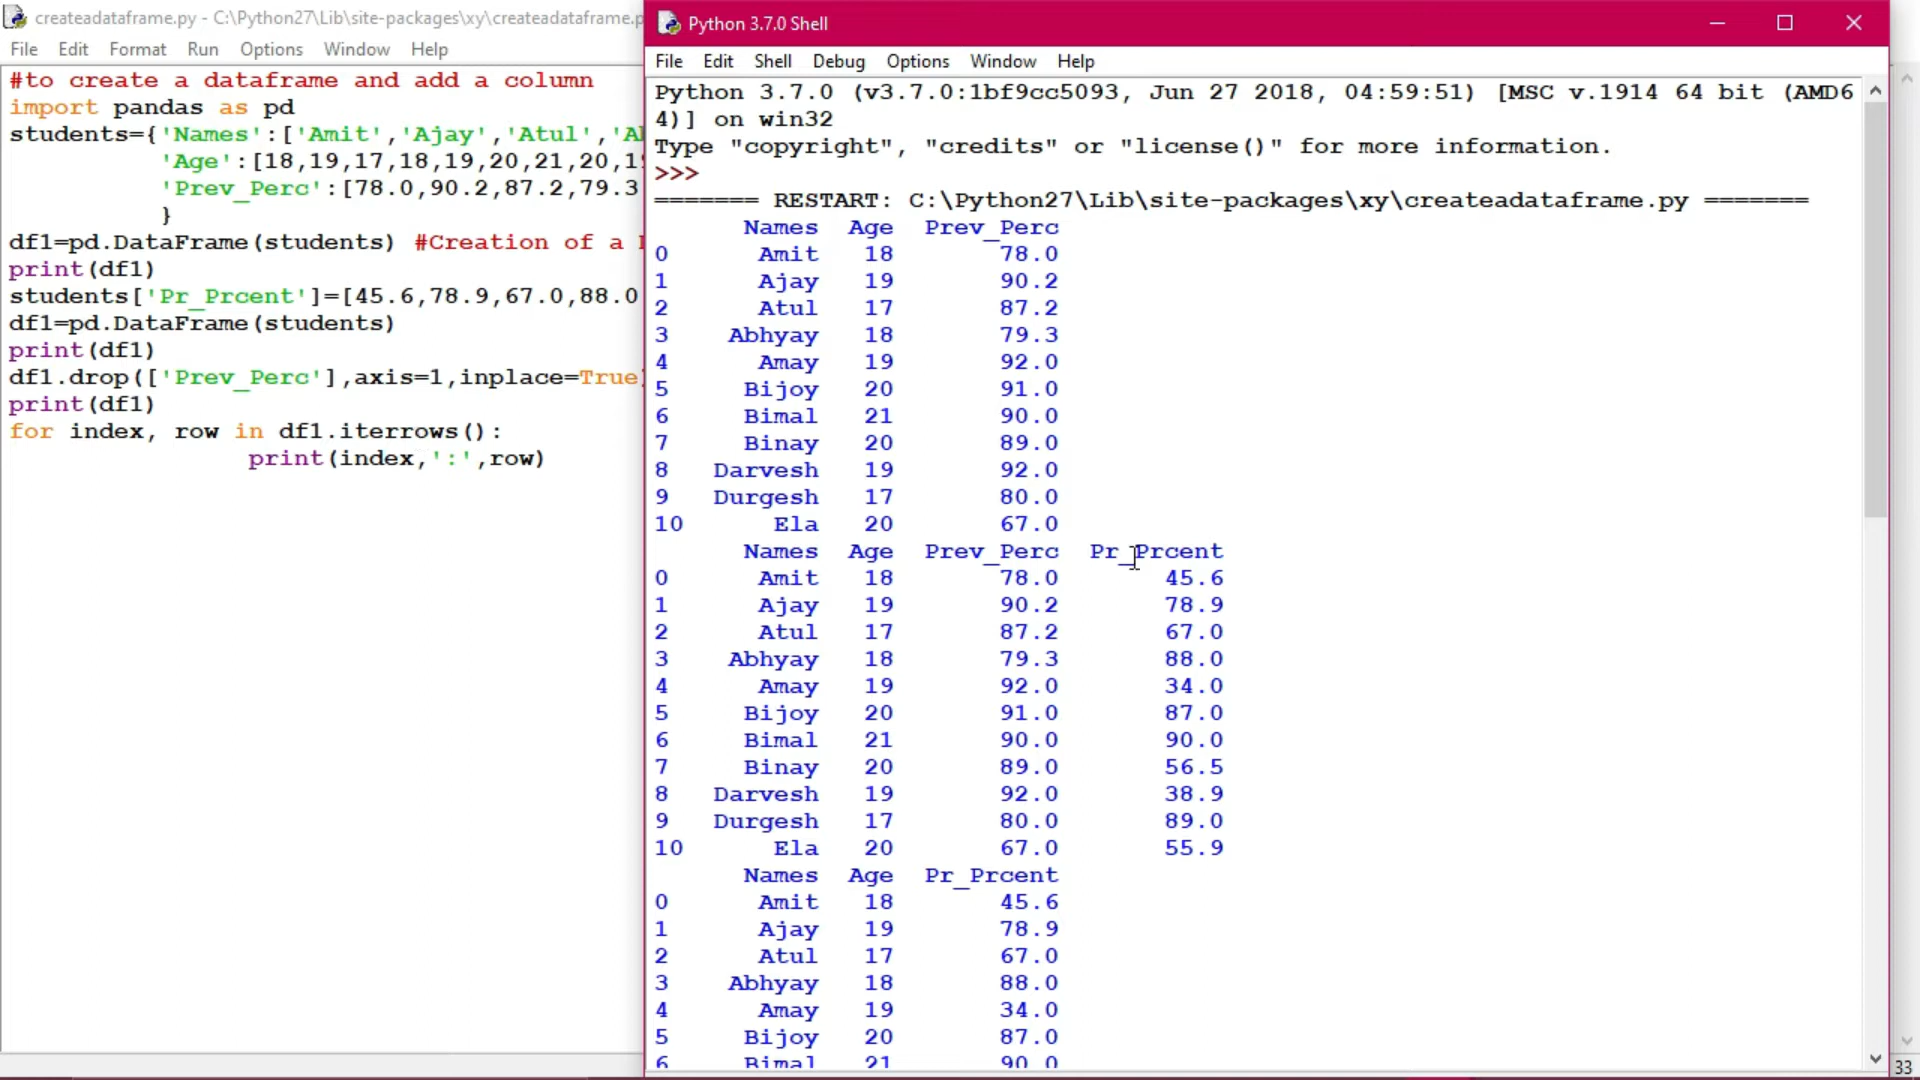 createadataframe.py - C:\Python27\Lib\site-packages\xy\createadataframe.p
File Edit Format Run Options Window Help
#to create a dataframe and add a column
import pandas as pd
students={'Names':['Amit','Ajay','Atul','Ab
'Age':[18,19,17,18,19,20,21,20,19
'Prev_Perc':[78.0,90.2,87.2,79.3
}
df1=pd.DataFrame(students) #Creation of a
print(df1)
students['Pr_Prcent']=[45.6,78.9,67.0,88.0
df1=pd.DataFrame(students)
print(df1)
df1.drop(['Prev_Perc'],axis=1,inplace=True)
print(df1)
for index, row in df1.iterrows():
print(index,':',row)
Python 3.7.0 Shell
File Edit Shell Debug Options Window Help
Python 3.7.0 (v3.7.0:1bf9cc5093, Jun 27 2018, 04:59:51) [MSC v.1914 64 bit (AMD6
4)] on win32
Type "copyright", "credits" or "license()" for more information.
>>>
======= RESTART: C:\Python27\Lib\site-packages\xy\createadataframe.py =======
Names Age Prev_Perc
0 Amit 18 78.0
1 Ajay 19 90.2
2 Atul 17 87.2
3 Abhyay 18 79.3
4 Amay 19 92.0
5 Bijoy 20 91.0
6 Bimal 21 90.0
7 Binay 20 89.0
8 Darvesh 19 92.0
9 Durgesh 17 80.0
10 Ela 20 67.0
Names Age Prev_Perc Pr_Prcent
0 Amit 18 78.0 45.6
1 Ajay 19 90.2 78.9
2 Atul 17 87.2 67.0
3 Abhyay 18 79.3 88.0
4 Amay 19 92.0 34.0
5 Bijoy 20 91.0 87.0
6 Bimal 21 90.0 90.0
7 Binay 20 89.0 56.5
8 Darvesh 19 92.0 38.9
9 Durgesh 17 80.0 89.0
10 Ela 20 67.0 55.9
Names Age Pr_Prcent
0 Amit 18 45.6
1 Ajay 19 78.9
2 Atul 17 67.0
3 Abhyay 18 88.0
4 Amay 19 34.0
5 Bijoy 20 87.0
6 Bimal 21 90.0
33